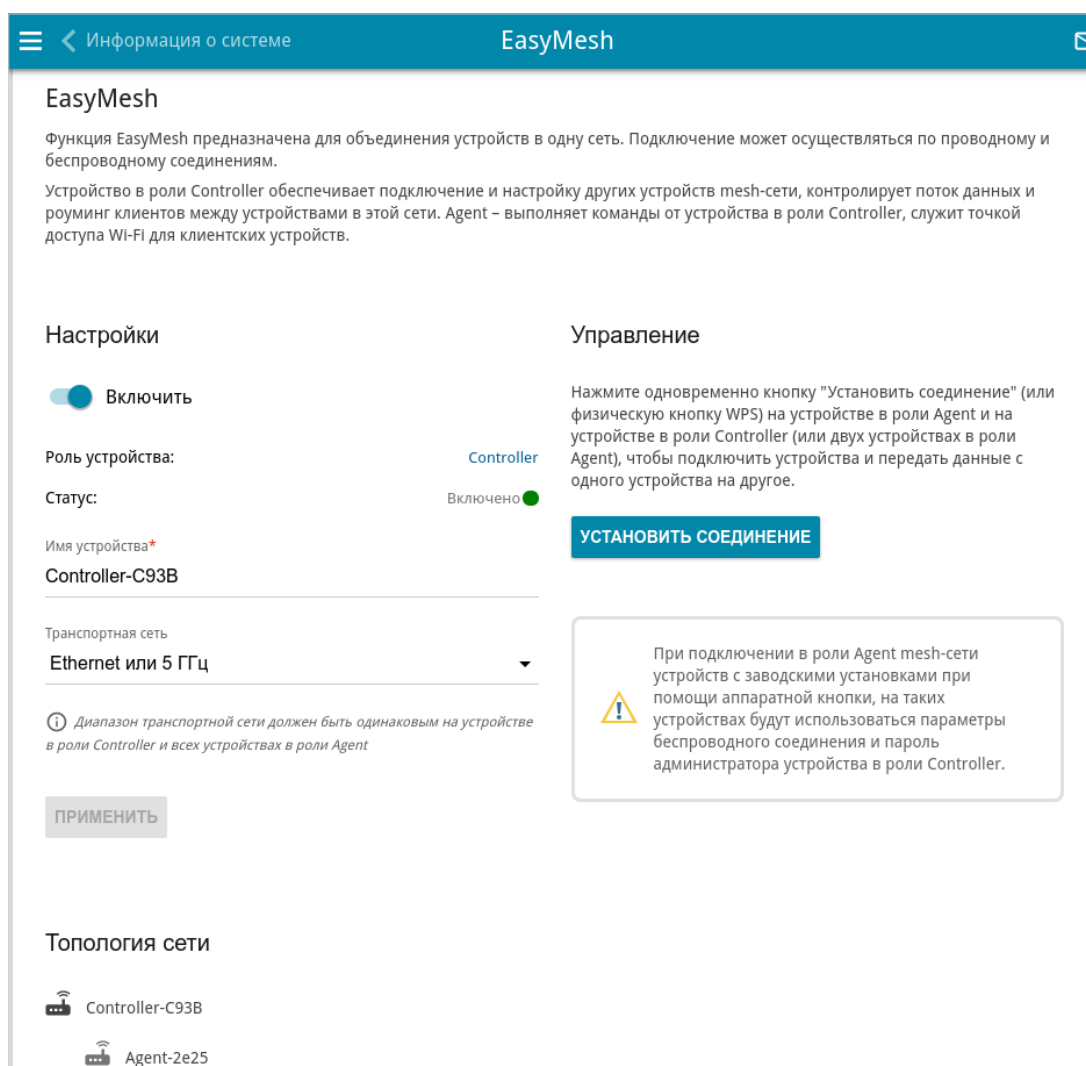 Информация о системе
EasyMesh
EasyMesh
Функция EasyMesh предназначена для объединения устройств в одну сеть. Подключение может осуществляться по проводному и
беспроводному соединениям.
Устройство в роли Controller обеспечивает подключение и настройку других устройств mesh-сети, контролирует поток данных и
роуминг клиентов между устройствами в этой сети. Agent – выполняет команды от устройства в роли Controller, служит точкой
доступа Wi-Fi для клиентских устройств.
Настройки
Включить
Роль устройства:
Controller
Статус:
Включено
Имя устройства*
Controller-C93B
Транспортная сеть
Ethernet или 5 ГГц
Диапазон транспортной сети должен быть одинаковым на устройстве
в роли Controller и всех устройствах в роли Agent
ПРИМЕНИТЬ
Управление
Нажмите одновременно кнопку "Установить соединение" (или
физическую кнопку WPS) на устройстве в роли Agent и на
устройстве в роли Controller (или двух устройствах в роли
Agent), чтобы подключить устройства и передать данные с
одного устройства на другое.
УСТАНОВИТЬ СОЕДИНЕНИЕ
При подключении в роли Agent mesh-сети
устройств с заводскими установками при
помощи аппаратной кнопки, на таких
устройствах будут использоваться параметры
беспроводного соединения и пароль
администратора устройства в роли Controller.
Топология сети
Controller-C93B
Agent-2e25